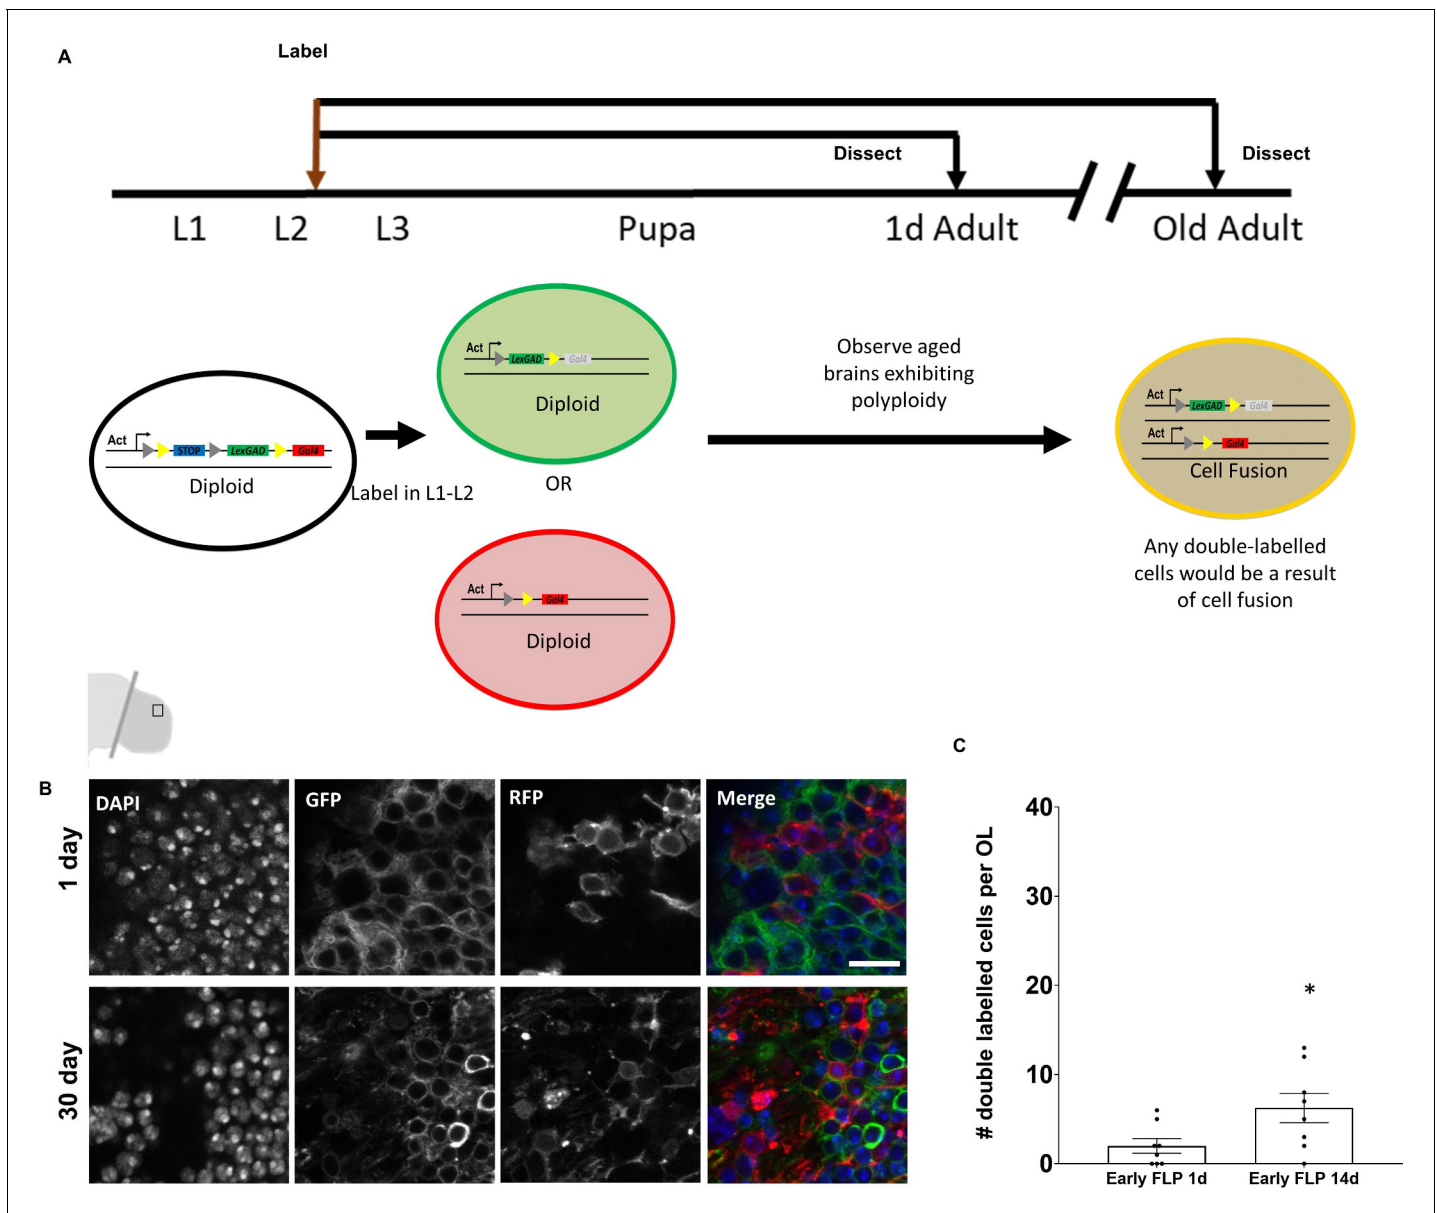 A
Label
Dissect
Dissect
L1
L2
L3
Pupa
1d Adult
Old Adult
Act
STOP
LexGAD
Gal4
Diploid
Label in L1-L2
Act
LexGAD
Gal4
Diploid
OR
Act
Gal4
Diploid
Observe aged
brains exhibiting
polyploidy
Act
LexGAD
Gal4
Act
Gal4
Cell Fusion
Any double-labelled
cells would be a result
of cell fusion
B
DAPI
GFP
RFP
Merge
1 day
30 day
C
# double labelled cells per OL
40
30
20
10
0
*
Early FLP 1d
Early FLP 14d